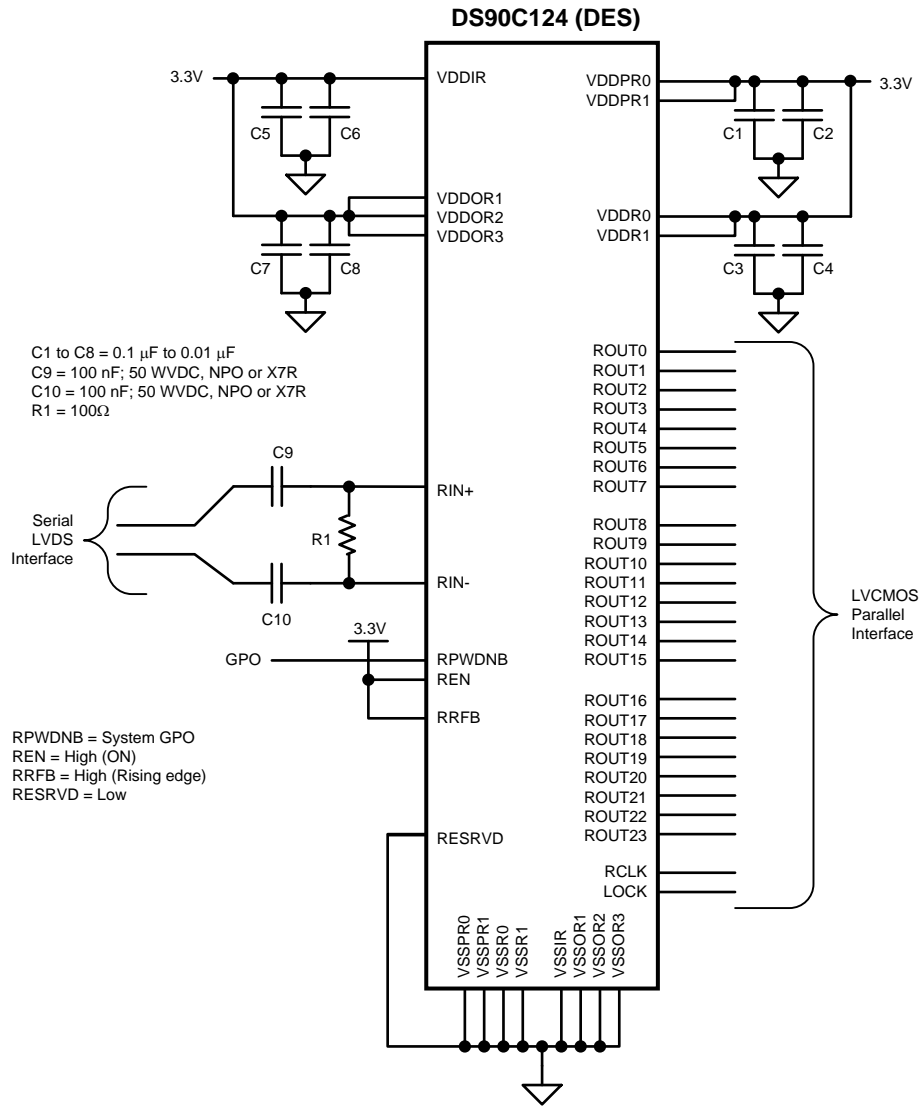 DS90C124 (DES)
3.3V
VDDIR
VDDPR0
VDDPR1
3.3V
C5
C6
C1
C2
VDDOR1
VDDOR2
VDDOR3
VDDR0
VDDR1
C7
C8
C3
C4
C1 to C8 = 0.1 μF to 0.01 μF
C9 = 100 nF; 50 WVDC, NPO or X7R
C10 = 100 nF; 50 WVDC, NPO or X7R
R1 = 100Ω
ROUT0
ROUT1
ROUT2
ROUT3
ROUT4
ROUT5
ROUT6
ROUT7
C9
RIN+
Serial
LVDS
Interface
R1
RIN-
C10
ROUT8
ROUT9
ROUT10
ROUT11
ROUT12
ROUT13
ROUT14
ROUT15
LVCMOS
Parallel
Interface
3.3V
GPO
RPWDNB
REN
RRFB
ROUT16
ROUT17
ROUT18
ROUT19
ROUT20
ROUT21
ROUT22
ROUT23
RPWDNB = System GPO
REN = High (ON)
RRFB = High (Rising edge)
RESRVD = Low
RESRVD
RCLK
LOCK
VSSPR0
VSSPR1
VSSR0
VSSR1
VSSIR
VSSOR1
VSSOR2
VSSOR3